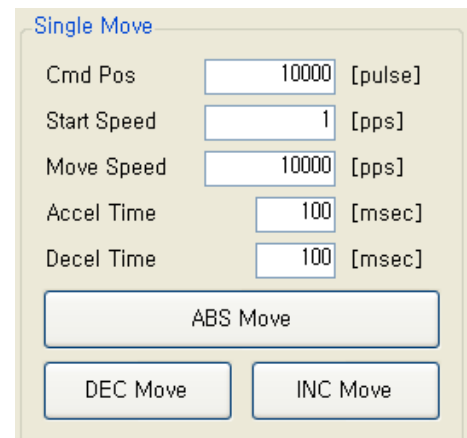 Single Move
Cmd Pos 10000 [pulse]
Start Speed 1 [pps]
Move Speed 10000 [pps]
Accel Time 100 [msec]
Decel Time 100 [msec]
ABS Move
DEC Move INC Move